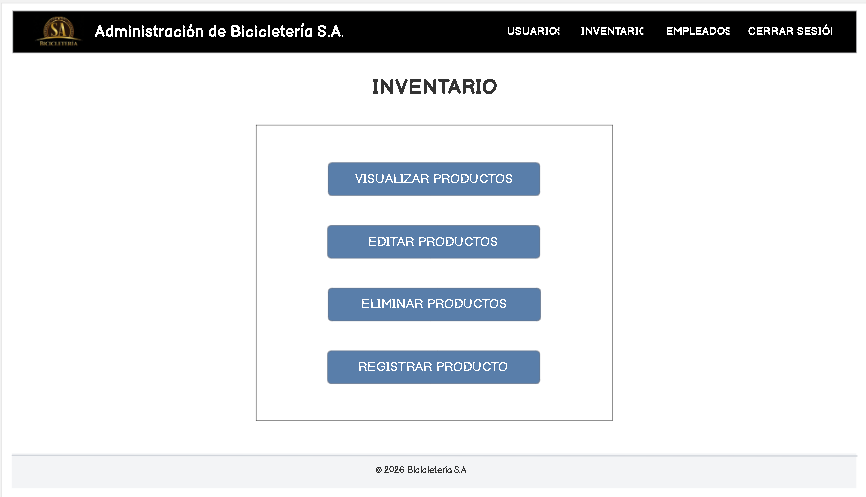 SA
BICICLETERIA
Administración de Bicicletería S.A.
USUARIOS
INVENTARIO
EMPLEADOS
CERRAR SESIÓN
INVENTARIO
VISUALIZAR PRODUCTOS
EDITAR PRODUCTOS
ELIMINAR PRODUCTOS
REGISTRAR PRODUCTO
© 2026 Bicicletería S.A